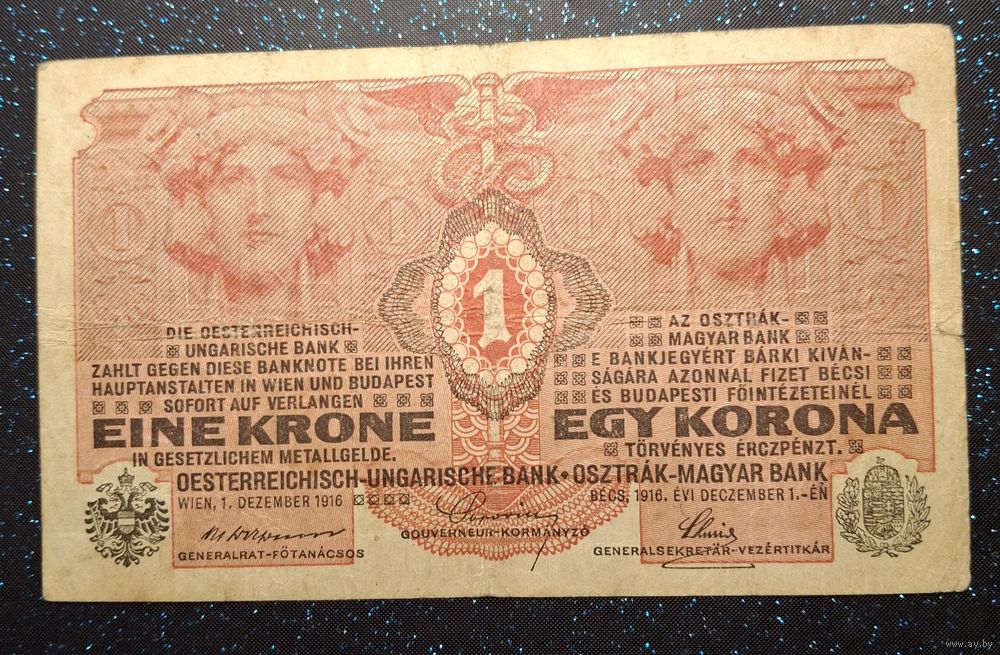 1
DIE OESTERREICHISCH-
UNGARISCHE BANK
ZAHLT GEGEN DIESE BANKNOTE BEI IHREN
HAUPTANSTALTEN IN WIEN UND BUDAPEST
SOFORT AUF VERLANGEN
EINE KRONE
IN GESETZLICHEM METALLGELDE.
AZ OSZTRÁK-
MAGYAR BANK
E BANKJEGYÉRT BÁRKI KIVÁN-
SÁGÁRA AZONNAL FIZET BÉCSI
ÉS BUDAPESTI FŐINTÉZETEINÉL
EGY KORONA
TÖRVÉNYES ÉRCZPÉNZT.
OESTERREICHISCH-UNGARISCHE BANK • OSZTRÁK-MAGYAR BANK
WIEN, 1. DEZEMBER 1916
BÉCS, 1916. ÉVI DECZEMBER 1.-ÉN
GENERALRAT-FŐTANÁCSOS
GOUVERNEUR-KORMÁNYZÓ
GENERALSEKRETÄR-VEZÉRTITKÁR
www.ay.by